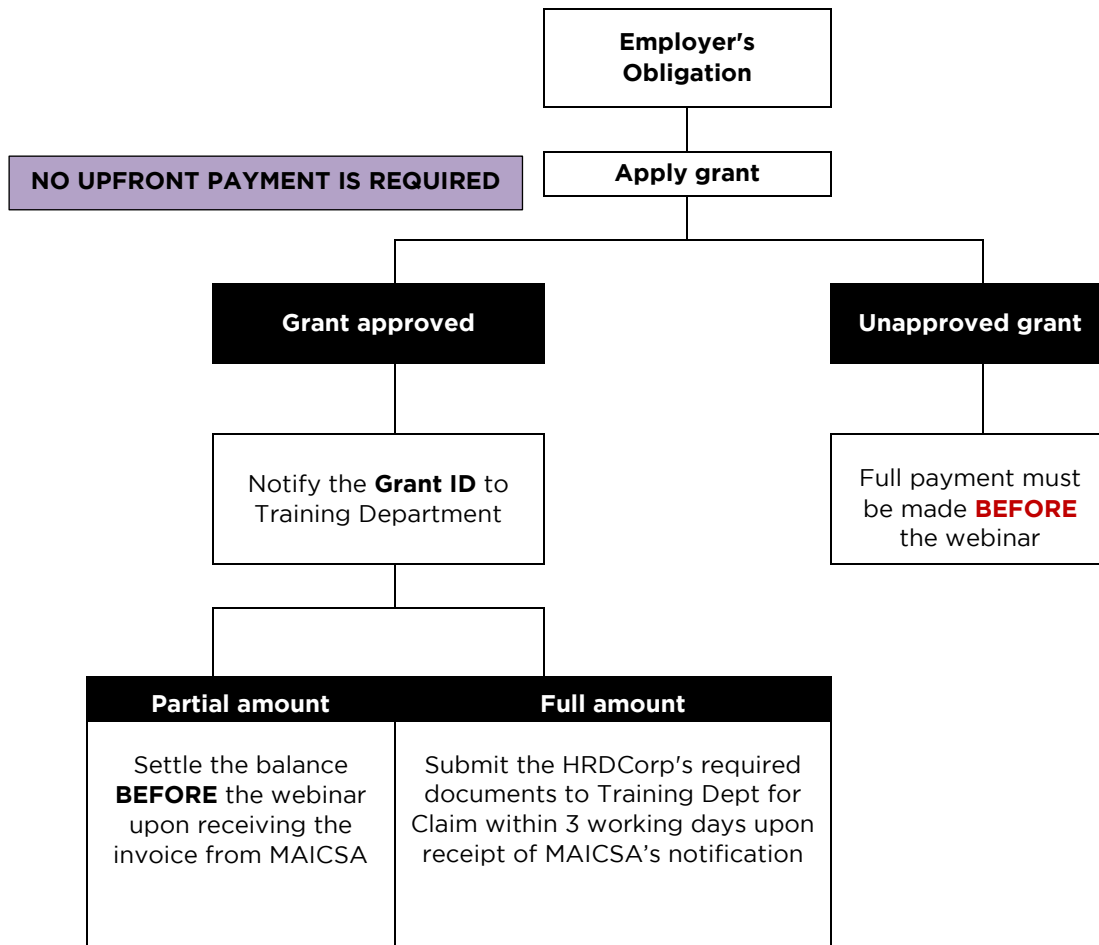 Employer's
Obligation
NO UPFRONT PAYMENT IS REQUIRED
Apply grant
Grant approved
Unapproved grant
Notify the Grant ID to
Training Department
Full payment must
be made BEFORE
the webinar
Partial amount
Full amount
Settle the balance
BEFORE the webinar
upon receiving the
invoice from MAICSA
Submit the HRDCorp's required
documents to Training Dept for
Claim within 3 working days upon
receipt of MAICSA’s notification